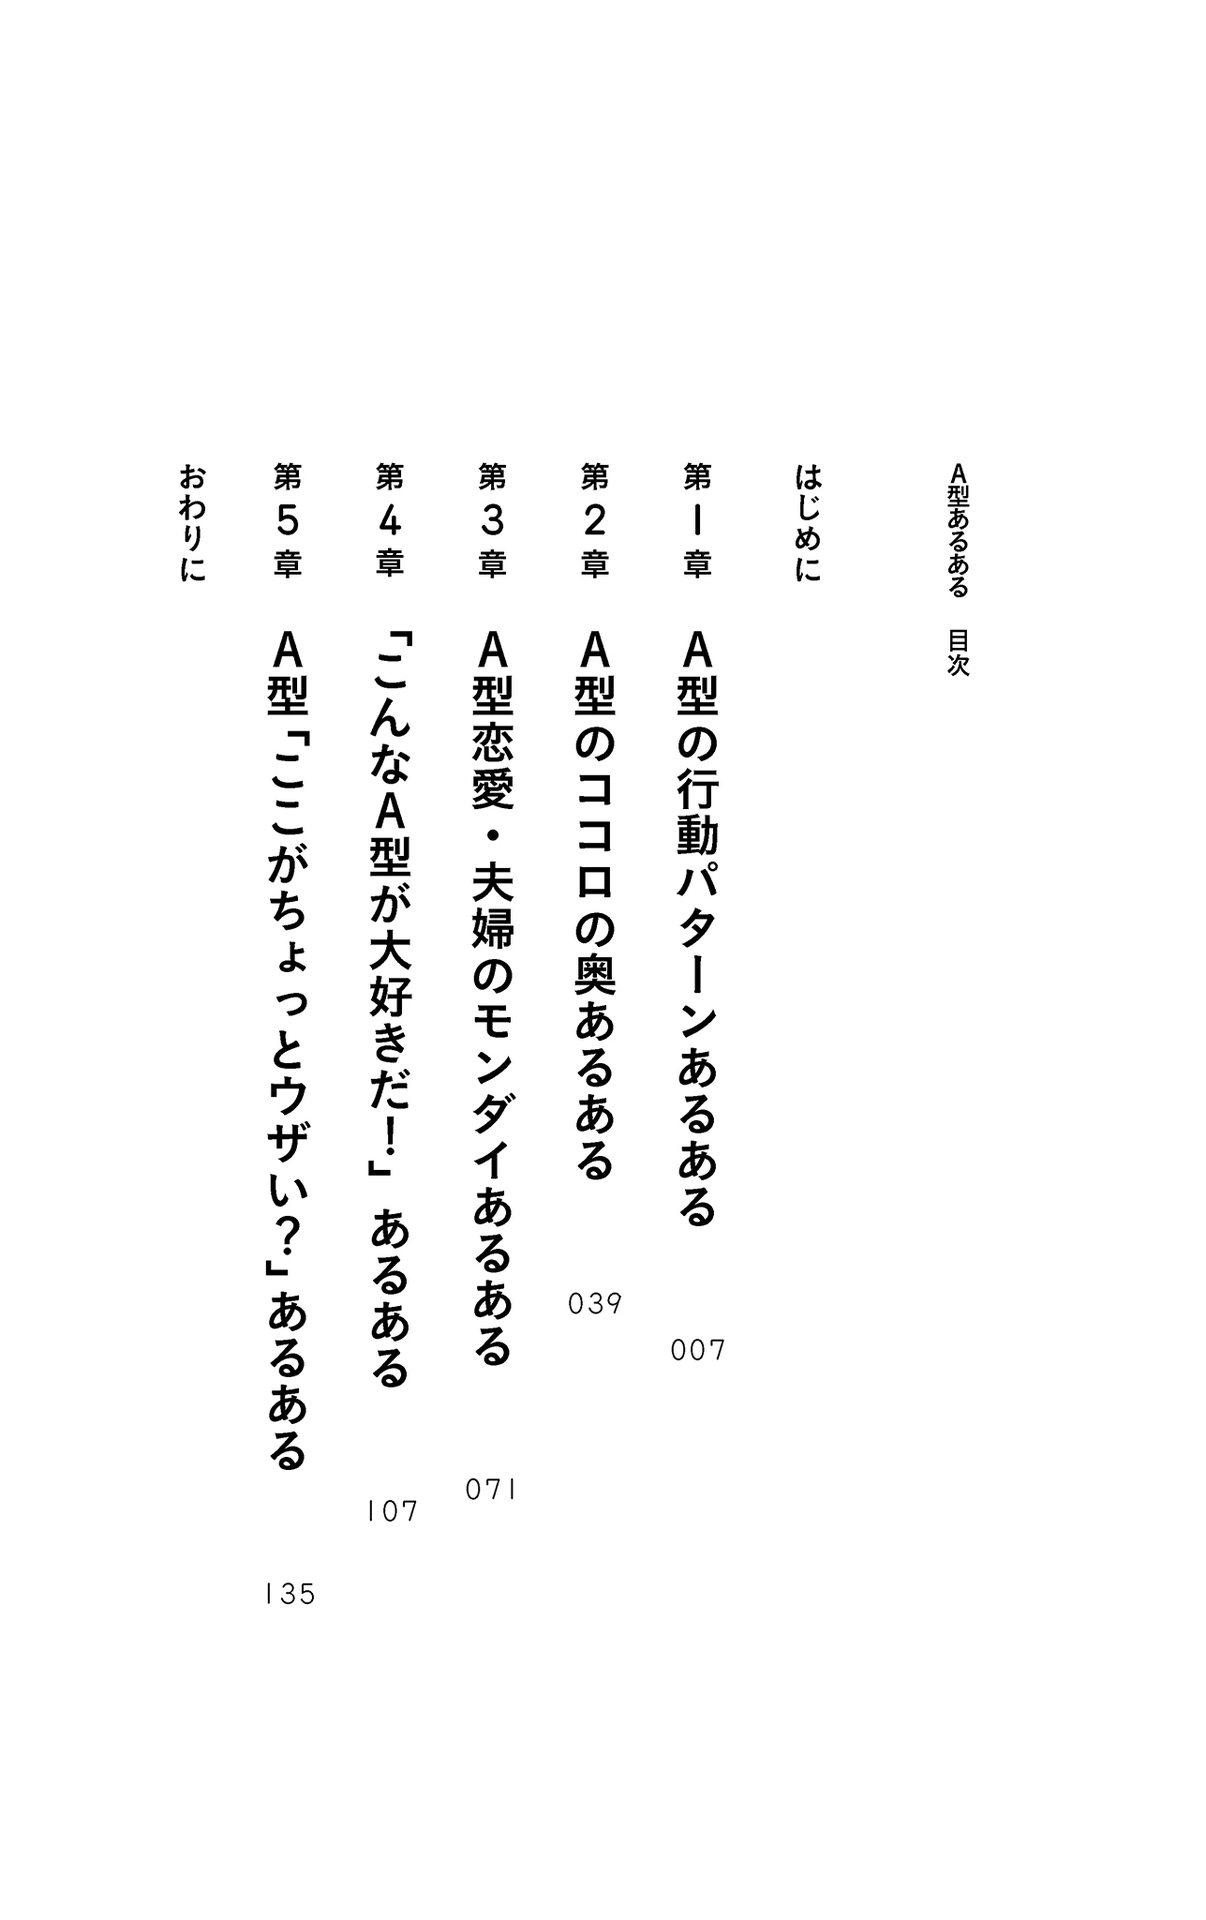 A型あるある　目次
はじめに
第1章　A型の行動パターンあるある　007
第2章　A型のココロの奥あるある　039
第3章　A型恋愛・夫婦のモンダイあるある　071
第4章　「こんなA型が大好きだ！」あるある　107
第5章　A型「ここがちょっとウザい？」あるある　135
おわりに